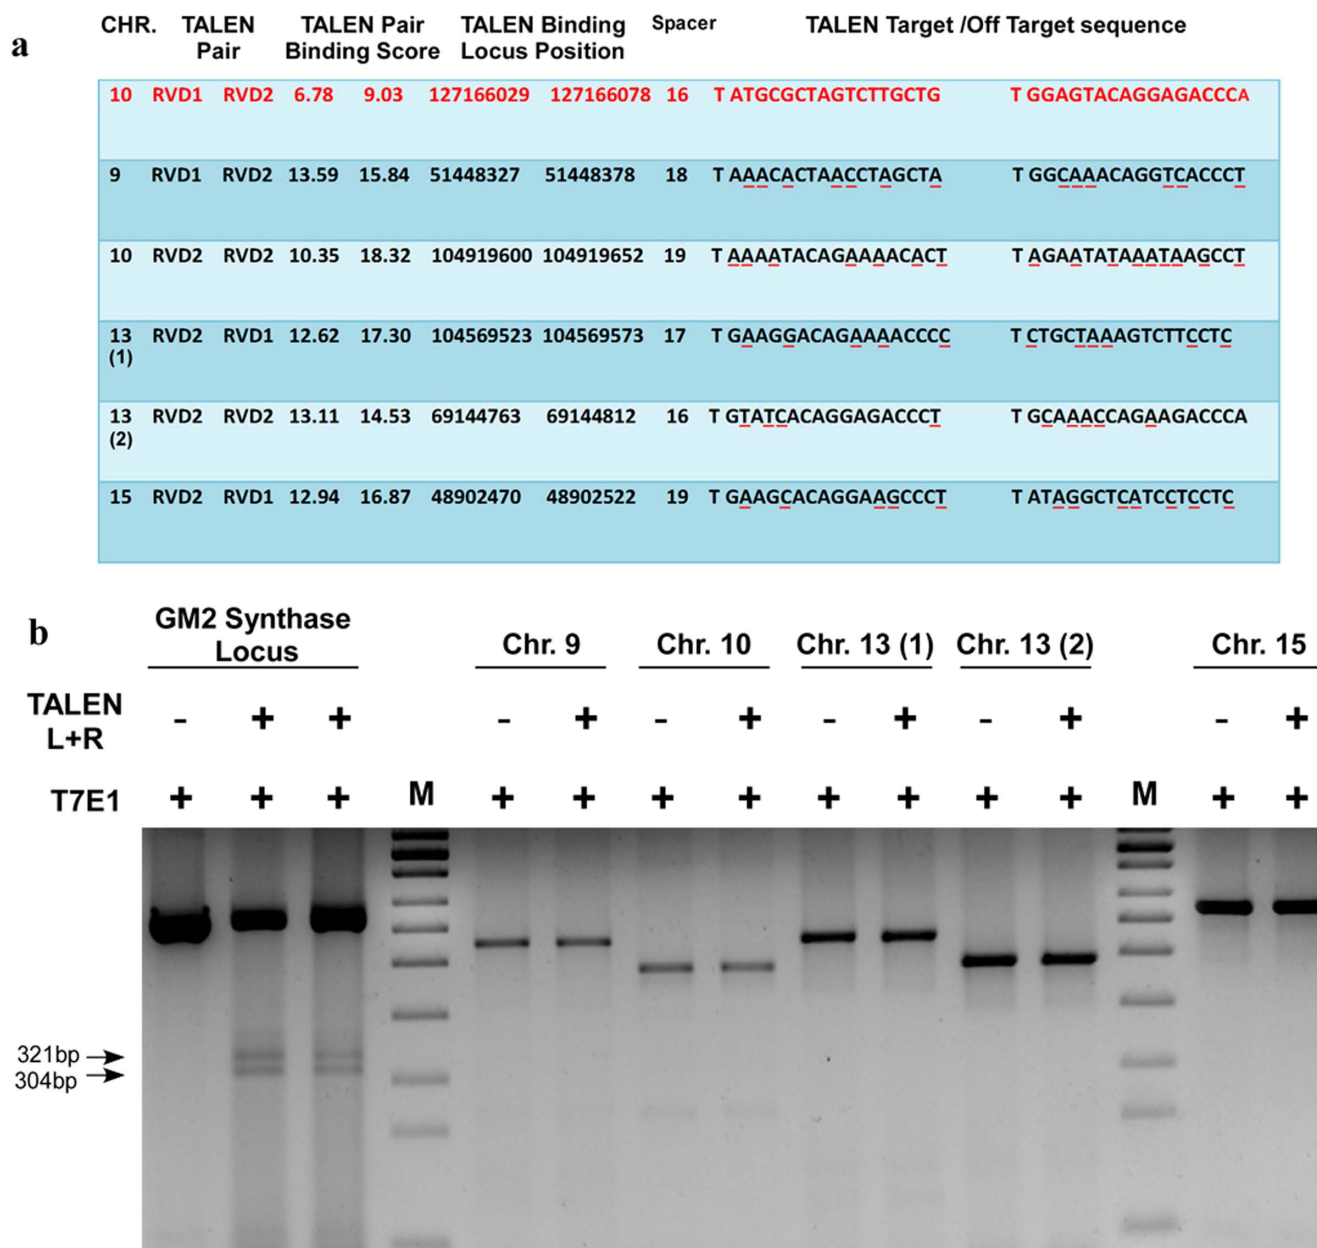 a
CHR. TALEN Pair TALEN Pair Binding Score TALEN Binding Locus Position Spacer TALEN Target /Off Target sequence
10 RVD1 RVD2 6.78 9.03 127166029 127166078 16 T ATGCGCTAGTCTTGCTG T GGAGTACAGGAGACCCA
9 RVD1 RVD2 13.59 15.84 51448327 51448378 18 T AAACACTAACCTAGCTA T GGCAAACAGGTCACCCT
10 RVD2 RVD2 10.35 18.32 104919600 104919652 19 T AAAATACAGAAAACACT T AGAATATAAATAAGCCT
13 (1) RVD2 RVD1 12.62 17.30 104569523 104569573 17 T GAAGGACAGAAAACCCC T CTGCTAAAGTCTTCCTC
13 (2) RVD2 RVD2 13.11 14.53 69144763 69144812 16 T GTATCACAGGAGACCCT T GCAAACCAGAAGACCCA
15 RVD2 RVD1 12.94 16.87 48902470 48902522 19 T GAAGCACAGGAAGCCCT T ATAGGCTCATCCTCCTC
b
GM2 Synthase
Locus
Chr. 9 Chr. 10 Chr. 13 (1) Chr. 13 (2) Chr. 15
TALEN
L+R
- + + - + - + - + - + - +
T7E1 + + + M + + + + + + + + M + +
321bp
304bp